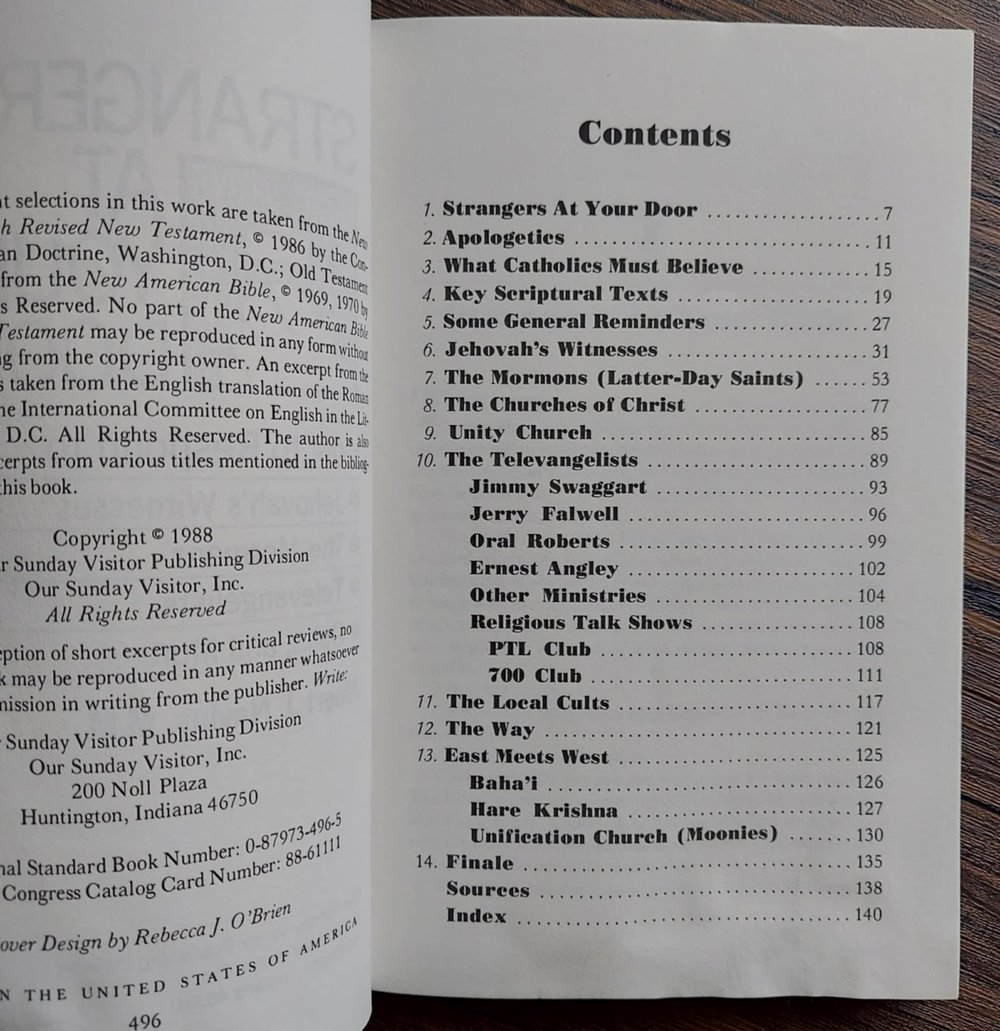 t selections in this work are taken from the New
h Revised New Testament, © 1986 by the Con-
an Doctrine, Washington, D.C.; Old Testament
from the New American Bible, © 1969, 1970 by
s Reserved. No part of the New American Bible
Testament may be reproduced in any form without
g from the copyright owner. An excerpt from the
s taken from the English translation of the Roman
he International Committee on English in the Lit-
D.C. All Rights Reserved. The author is also
cerpts from various titles mentioned in the bibliog-
this book.
Copyright © 1988
r Sunday Visitor Publishing Division
Our Sunday Visitor, Inc.
All Rights Reserved
ption of short excerpts for critical reviews, no
k may be reproduced in any manner whatsoever
mission in writing from the publisher. Write:
Sunday Visitor Publishing Division
Our Sunday Visitor, Inc.
200 Noll Plaza
Huntington, Indiana 46750
nal Standard Book Number: 0-87973-496-5
Congress Catalog Card Number: 88-61111
over Design by Rebecca J. O'Brien
N THE UNITED STATES OF AMERICA
496
Contents
1. Strangers At Your Door ................... 7
2. Apologetics ................... 11
3. What Catholics Must Believe ............ 15
4. Key Scriptural Texts ................... 19
5. Some General Reminders ................ 27
6. Jehovah's Witnesses ................... 31
7. The Mormons (Latter-Day Saints) ...... 53
8. The Churches of Christ ................. 77
9. Unity Church ................... 85
10. The Televangelists ................... 89
Jimmy Swaggart ................... 93
Jerry Falwell ................... 96
Oral Roberts ................... 99
Ernest Angley ................... 102
Other Ministries ................... 104
Religious Talk Shows ................... 108
PTL Club ................... 108
700 Club ................... 111
11. The Local Cults ................... 117
12. The Way ................... 121
13. East Meets West ................... 125
Baha'i ................... 126
Hare Krishna ................... 127
Unification Church (Moonies) ....... 130
14. Finale ................... 135
Sources ................... 138
Index ................... 140